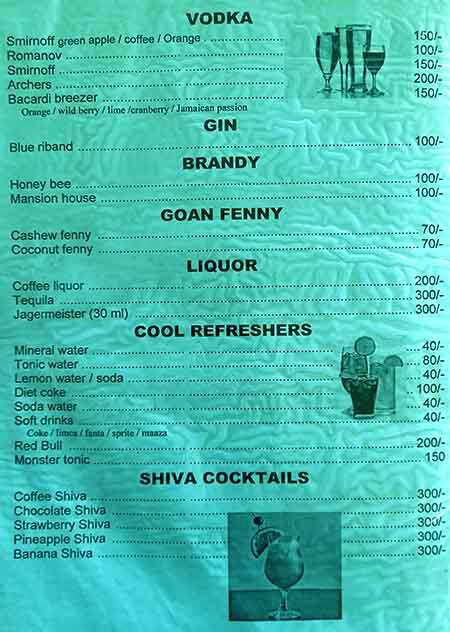 VODKA
Smirnoff green apple / coffee / Orange ........................ 150/-
Romanov ........................ 100/-
Smirnoff ........................ 150/-
Archers ........................ 200/-
Bacardi breezer ........................ 150/-
Orange / wild berry / lime /cranberry / Jamaican passion
GIN
Blue riband ........................ 100/-
BRANDY
Honey bee ........................ 100/-
Mansion house ........................ 100/-
GOAN FENNY
Cashew fenny ........................ 70/-
Coconut fenny ........................ 70/-
LIQUOR
Coffee liquor ........................ 200/-
Tequila ........................ 300/-
Jagermeister (30 ml) ........................ 300/-
COOL REFRESHERS
Mineral water ........................ 40/-
Tonic water ........................ 80/-
Lemon water / soda ........................ 40/-
Diet coke ........................ 100/-
Soda water ........................ 40/-
Soft drinks ........................ 40/-
Coke / limca / fanta / sprite / maaza
Red Bull ........................ 200/-
Monster tonic ........................ 150
SHIVA COCKTAILS
Coffee Shiva ........................ 300/-
Chocolate Shiva ........................ 300/-
Strawberry Shiva ........................ 300/-
Pineapple Shiva ........................ 300/-
Banana Shiva ........................ 300/-